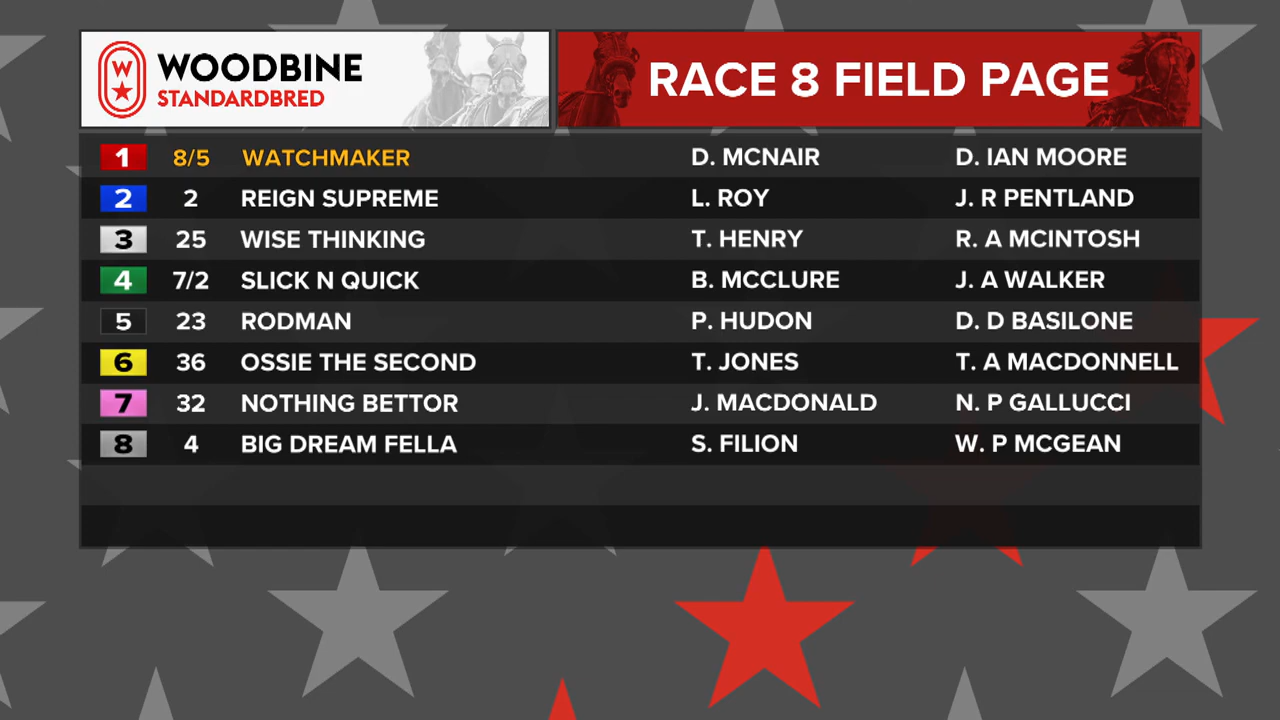 W WOODBINE
STANDARDBRED
RACE 8 FIELD PAGE
1 8/5 WATCHMAKER D. MCNAIR D. IAN MOORE
2 2 REIGN SUPREME L. ROY J. R PENTLAND
3 25 WISE THINKING T. HENRY R. A MCINTOSH
4 7/2 SLICK N QUICK B. MCCLURE J. A WALKER
5 23 RODMAN P. HUDON D. D BASILONE
6 36 OSSIE THE SECOND T. JONES T. A MACDONNELL
7 32 NOTHING BETTOR J. MACDONALD N. P GALLUCCI
8 4 BIG DREAM FELLA S. FILION W. P MCGEAN